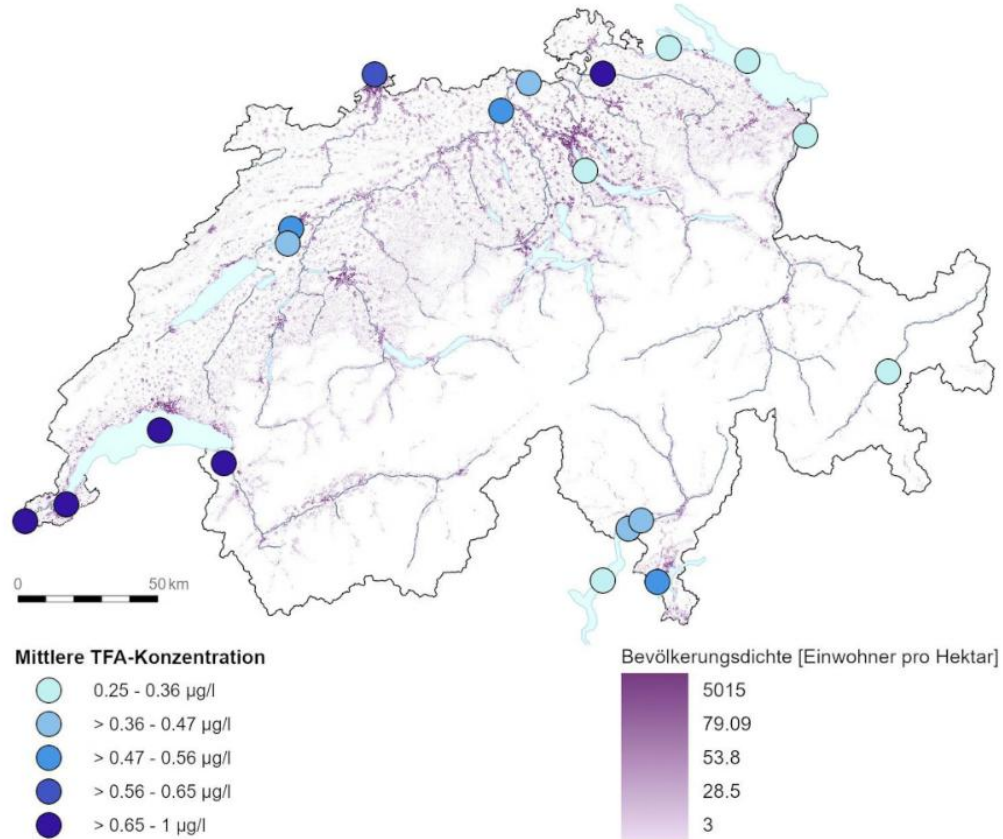 0 50 km
Mittlere TFA-Konzentration
0.25 - 0.36 µg/l
> 0.36 - 0.47 µg/l
> 0.47 - 0.56 µg/l
> 0.56 - 0.65 µg/l
> 0.65 - 1 µg/l
Bevölkerungsdichte [Einwohner pro Hektar]
5015
79.09
53.8
28.5
3